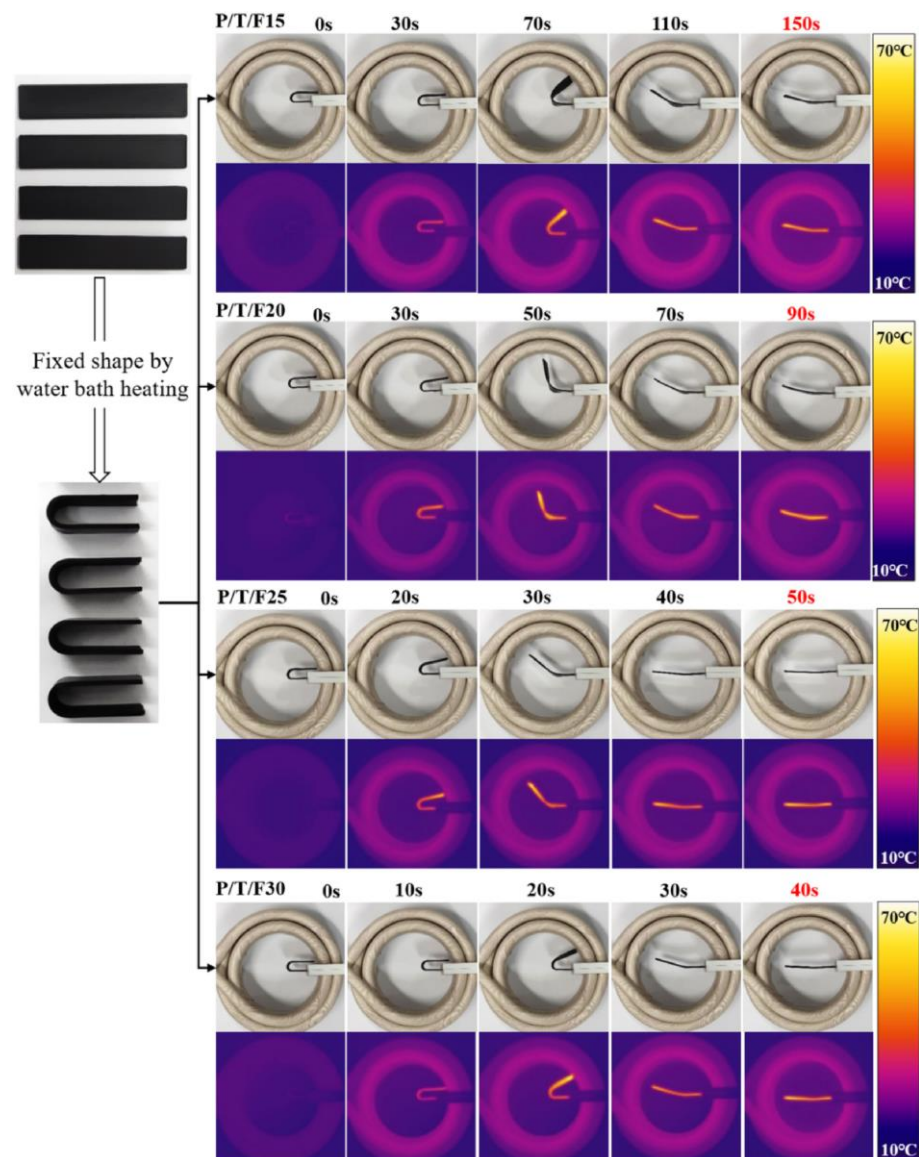 P/T/F15 0s 30s 70s 110s 150s
70℃
10℃
Fixed shape by
water bath heating
P/T/F20 0s 30s 50s 70s 90s
70℃
10℃
P/T/F25 0s 20s 30s 40s 50s
70℃
10℃
P/T/F30 0s 10s 20s 30s 40s
70℃
10℃